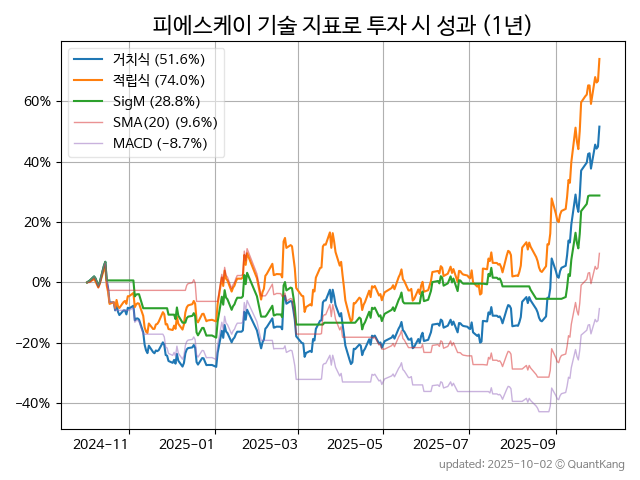 피에스케이 기술 지표로 투자 시 성과 (1년)
거치식 (51.6%)
적립식 (74.0%)
SigM (28.8%)
SMA(20) (9.6%)
MACD (−8.7%)
60%
40%
20%
0%
−20%
−40%
2024-11 2025-01 2025-03 2025-05 2025-07 2025-09
updated: 2025-10-02 © QuantKang